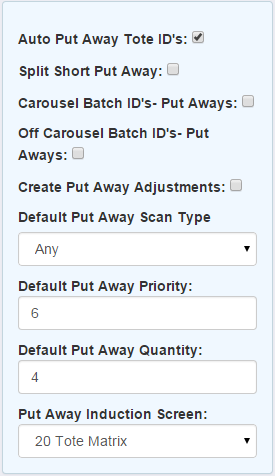 Auto Put Away Tote ID's:
Split Short Put Away:
Carousel Batch ID's- Put Aways:
Off Carousel Batch ID's- Put
Aways:
Create Put Away Adjustments:
Default Put Away Scan Type
Any
Default Put Away Priority:
6
Default Put Away Quantity:
4
Put Away Induction Screen:
20 Tote Matrix